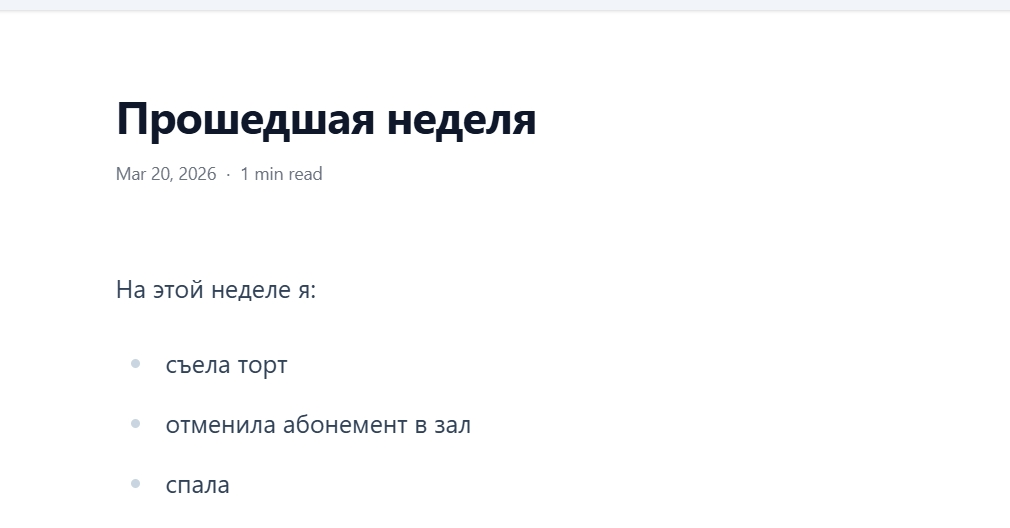 Прошедшая неделя
Mar 20, 2026 · 1 min read
На этой неделе я:
съела торт
отменила абонемент в зал
спала